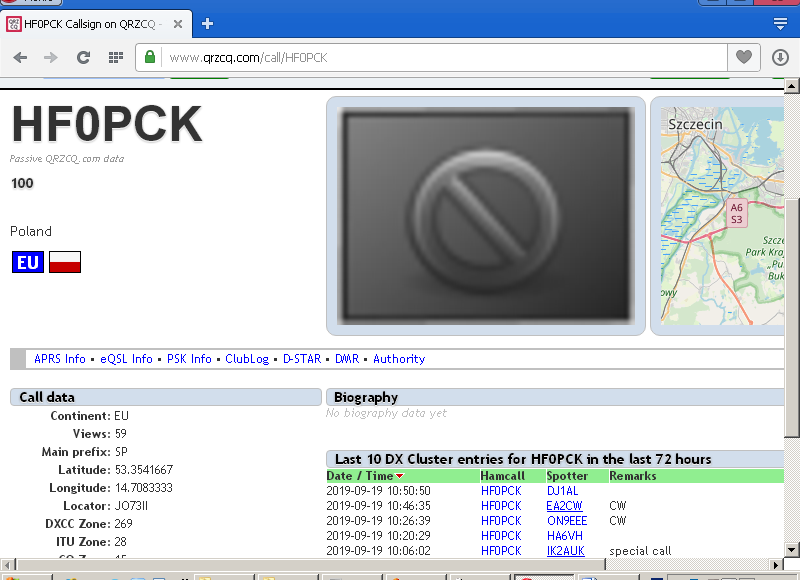 HF0PCK Callsign on QRZCQ -
www.qrzcq.com/call/HF0PCK
HF0PCK
Passive QRZCQ.com data
100
Poland
EU
Szczecin
A6
S3
Szcze
Park Kraj
„Pu
Buk
owy
APRS Info • eQSL Info • PSK Info • ClubLog • D-STAR • DMR • Authority
Call data
Continent: EU
Views: 59
Main prefix: SP
Latitude: 53.3541667
Longitude: 14.7083333
Locator: JO73II
DXCC Zone: 269
ITU Zone: 28
CQ Zone: 15
Biography
No biography data yet
Last 10 DX Cluster entries for HF0PCK in the last 72 hours
Date / Time Hamcall Spotter Remarks
2019-09-19 10:50:50 HF0PCK DJ1AL
2019-09-19 10:46:35 HF0PCK EA2CW CW
2019-09-19 10:26:39 HF0PCK ON9EEE CW
2019-09-19 10:20:29 HF0PCK HA6VH
2019-09-19 10:06:02 HF0PCK IK2AUK special call